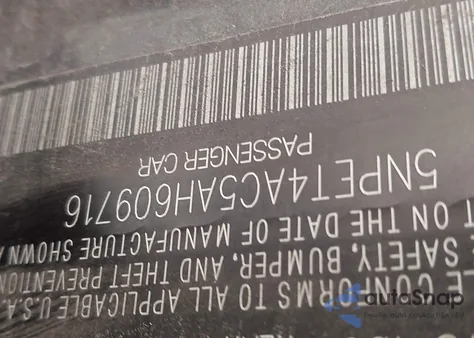 E CONFORMS TO ALL APPLICABLE U.S.A.
SAFETY, BUMPER, AND THEFT PREVENTION
T ON THE DATE OF MANUFACTURE SHOWN
5NPET4AC5AH609716
PASSENGER CAR
autoSnap